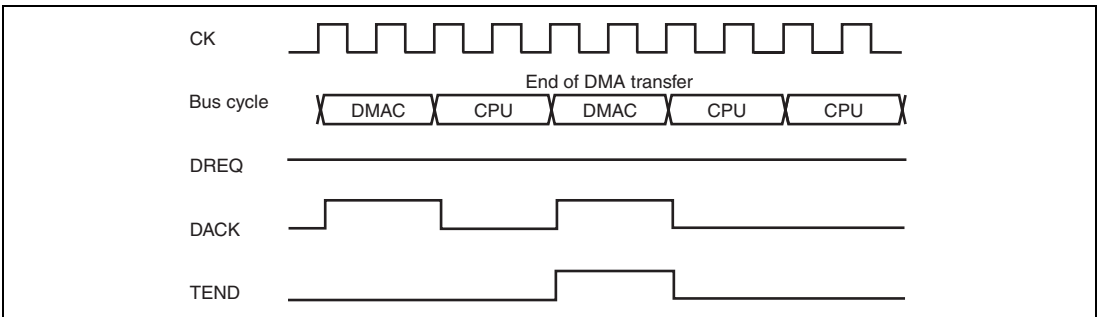 CK
End of DMA transfer
Bus cycle
DMAC CPU DMAC CPU CPU
DREQ
DACK
TEND